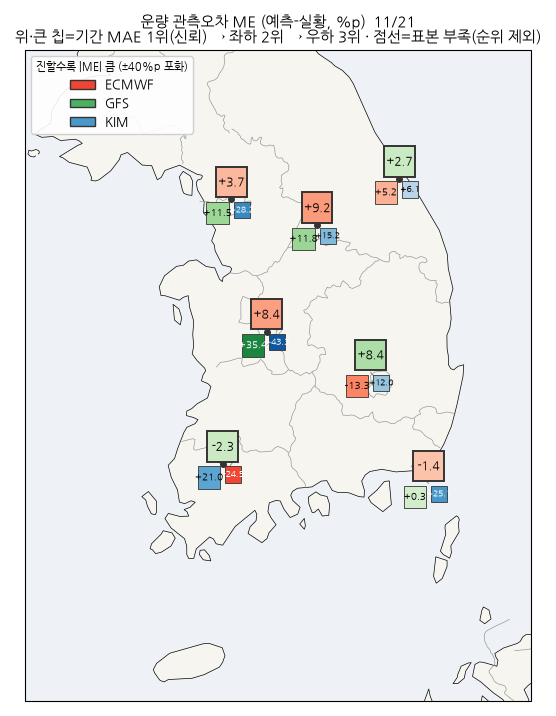 운량 관측오차 ME (예측-실황, %p) 11/21
위·큰 칩=기간 MAE 1위(신뢰) → 좌하 2위 → 우하 3위 · 점선=표본 부족(순위 제외)
진할수록 |ME| 큼 (±40%p 포화)
ECMWF
GFS
KIM
+2.7
+5.2
+6.1
+3.7
+11.5
+9.2
+11.8
+15.2
+8.4
+35.4
+8.4
+12.0
-2.3
+21.0
-1.4
+0.3